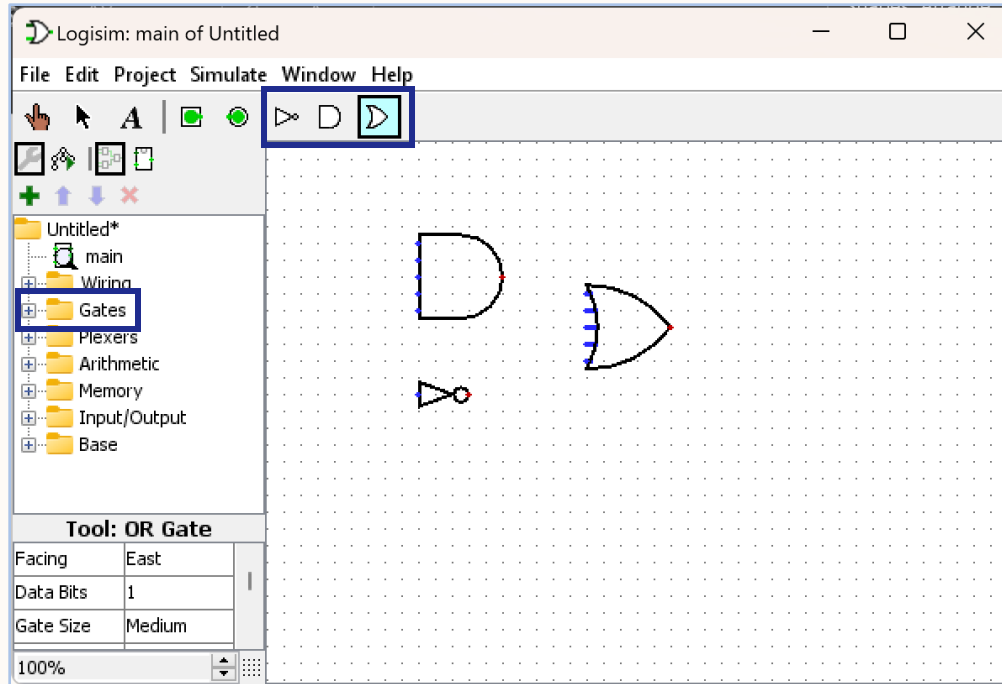 Logisim: main of Untitled
File Edit Project Simulate Window Help
A
Untitled*
main
Wiring
Gates
Plexers
Arithmetic
Memory
Input/Output
Base
Tool: OR Gate
Facing East
Data Bits 1
Gate Size Medium
100%